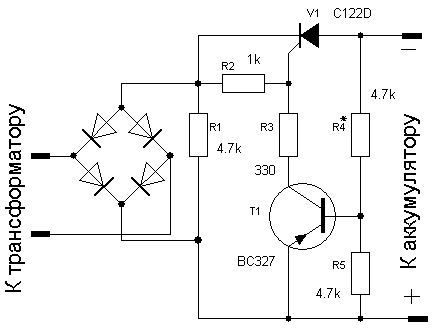 V1 C122D
R2 1k
К трансформатору
R1 4.7k
R3 330
4.7k R4*
К аккумулятору
T1
BC327
R5 4.7k
—
+